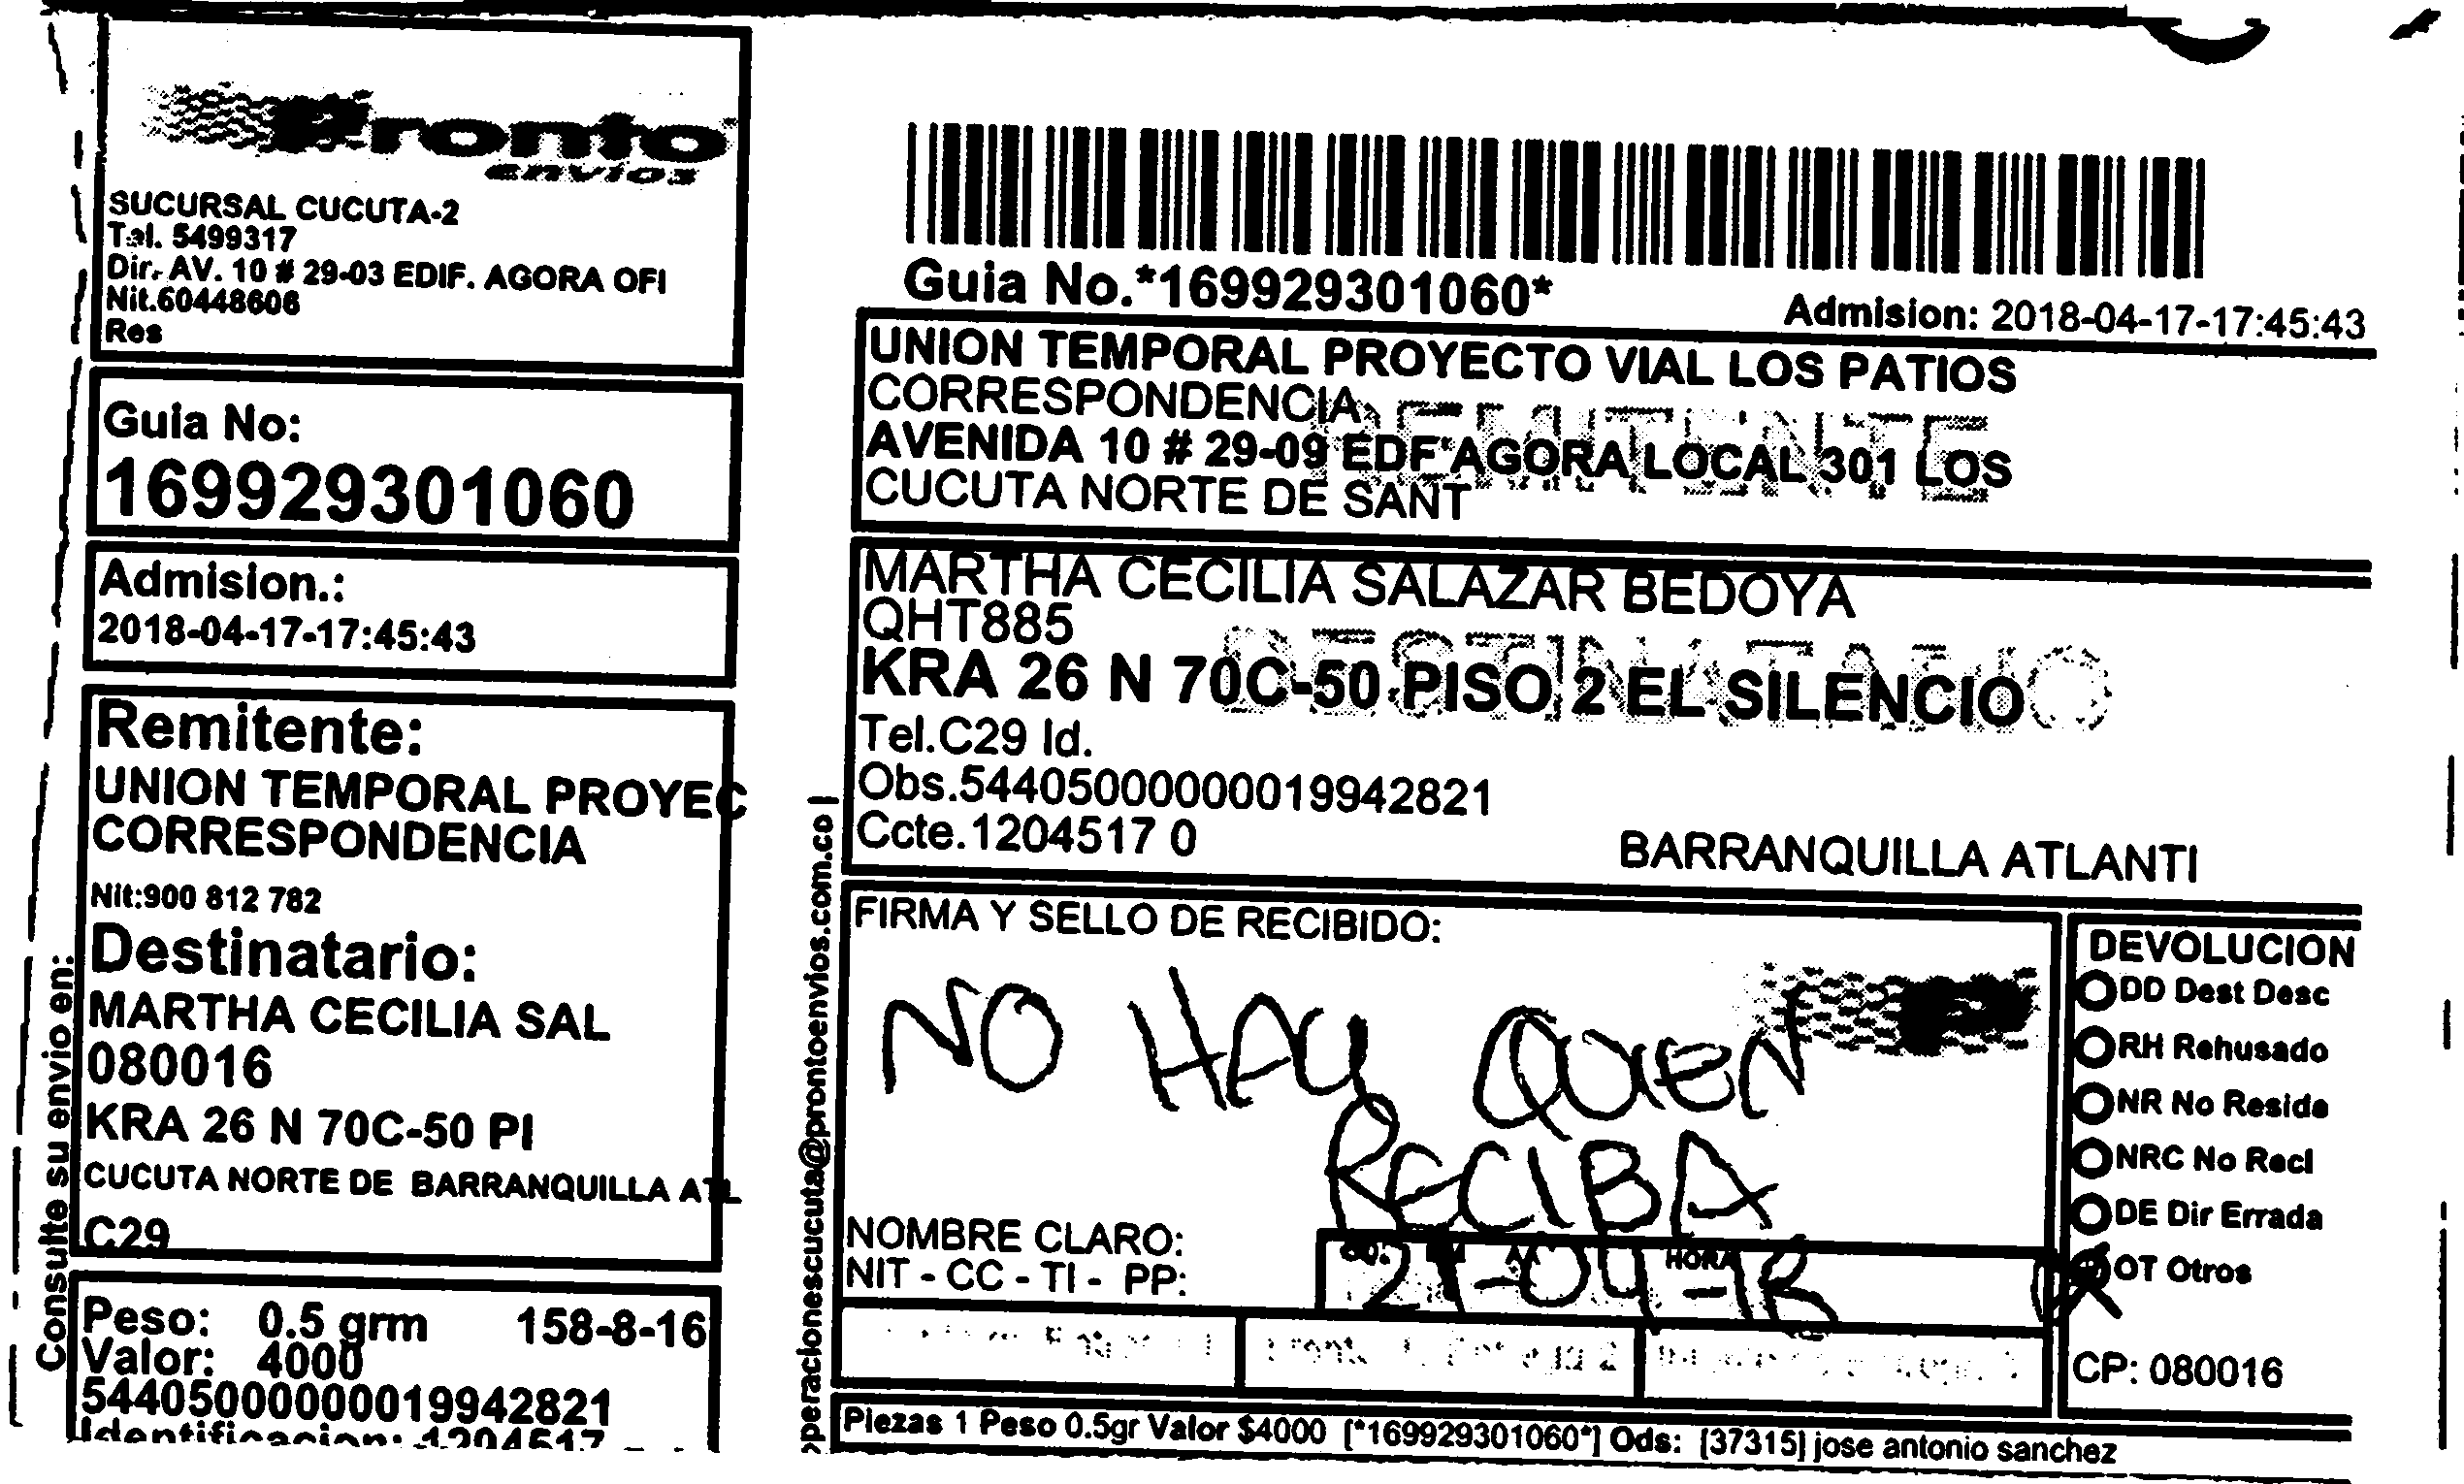 Pronto
envios
SUCURSAL CUCUTA-2
Tel. 5499317
Dir. AV. 10 # 29-03 EDIF. AGORA OFI
Nit.60448606
Res
Guia No:
169929301060
Admision.:
2018-04-17-17:45:43
Remitente:
UNION TEMPORAL PROYEC
CORRESPONDENCIA
Nit:900 812 782
Destinatario:
MARTHA CECILIA SAL
080016
KRA 26 N 70C-50 PI
CUCUTA NORTE DE BARRANQUILLA ATL
C29
Peso: 0.5 grm 158-8-16
Valor: 4000
544050000000019942821
Identificacion: 1204517
Consulte su envio en:
operacionescucuta@prontoenvios.com.co |
Guia No.*169929301060*
Admision: 2018-04-17-17:45:43
UNION TEMPORAL PROYECTO VIAL LOS PATIOS
CORRESPONDENCIA
REMITENTE
AVENIDA 10 # 29-09 EDF AGORA LOCAL 301 LOS
CUCUTA NORTE DE SANT
MARTHA CECILIA SALAZAR BEDOYA
QHT885
DESTINATARIO
KRA 26 N 70C-50 PISO 2 EL SILENCIO
Tel.C29 Id.
Obs.544050000000019942821
Ccte.1204517 0
BARRANQUILLA ATLANTI
FIRMA Y SELLO DE RECIBIDO:
NO HAY QUIEN
RECIBA
NOMBRE CLARO:
NIT - CC - TI - PP:
HORA
21-04-18
DEVOLUCION
DD Dest Desc
RH Rehusado
NR No Reside
NRC No Recl
DE Dir Errada
OT Otros
CP: 080016
Piezas 1 Peso 0.5gr Valor $4000 [*169929301060*] Ods: [37315] jose antonio sanchez